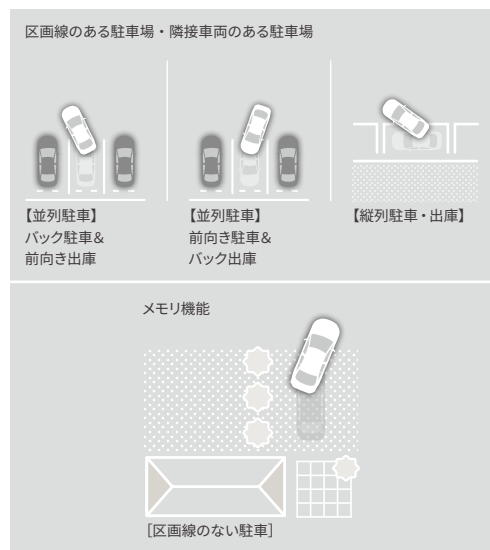 区画線のある駐車場・隣接車両のある駐車場
【並列駐車】
バック駐車&
前向き出庫
【並列駐車】
前向き駐車&
バック出庫
【縦列駐車・出庫】
メモリ機能
［区画線のない駐車］